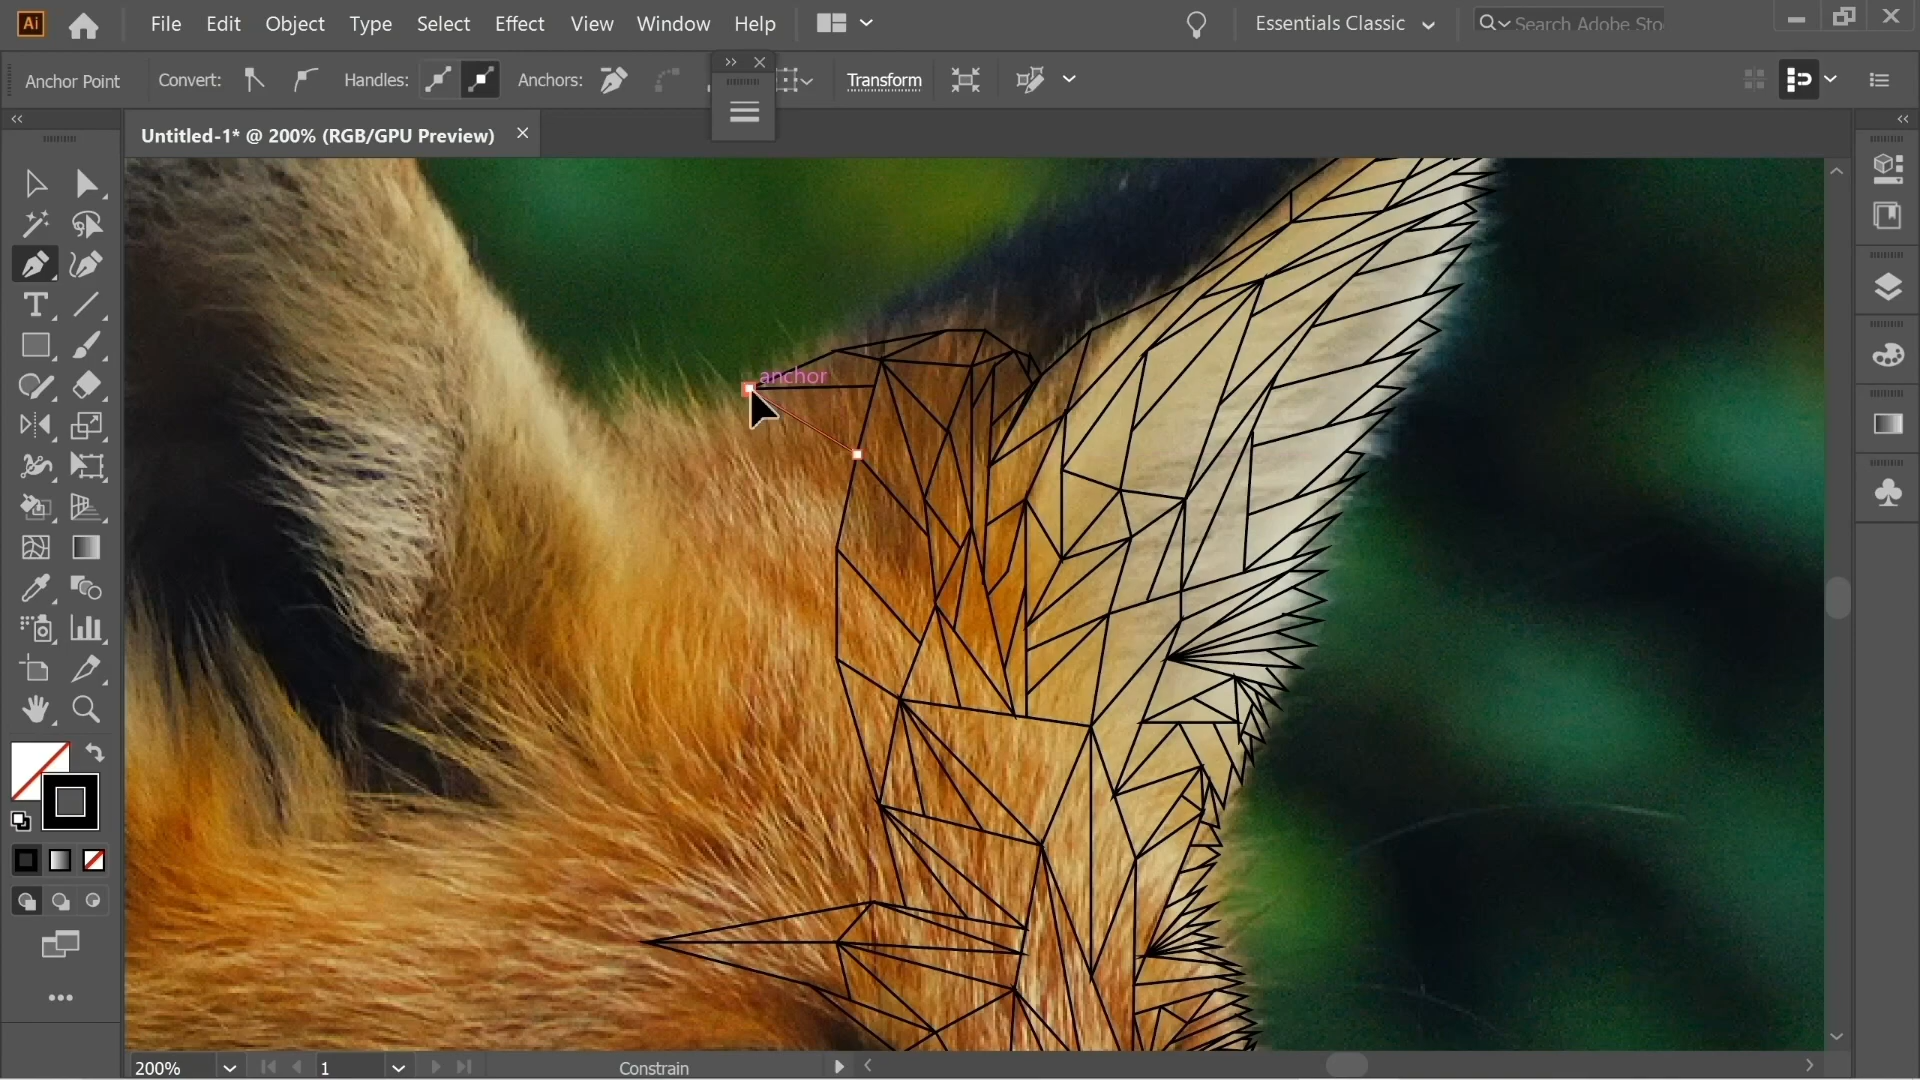 Ai File Edit Object Type Select Effect View Window Help Essentials Classic Search Adobe Sto
Anchor Point Convert: Handles: Anchors: Transform
Untitled-1* @ 200% (RGB/GPU Preview)
anchor
200% 1 Constrain